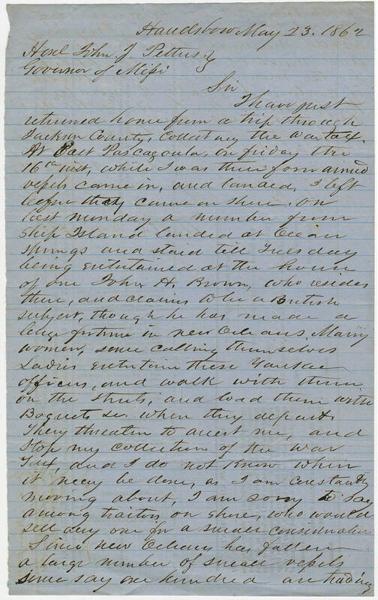 Handsboro May 23. 1862
Honl John J. Pettus
Governor of Missi
Sir
I have just
returned home from a trip through
Jackson County, Collecting the War tax.
At East Pascagoula, on friday the
16th inst, while I was there four armed
vessels came in, and landed, I left
before they came on shore. On
last monday a number from
Ship Island landed at Ocean
Springs and staid till Tuesday
being entertained at the house
of one John H. Brown, who resides
there, and claims to be a British
subject, though he has made a
large fortune in new Orleans. Many
women, some calling themselves
Ladies entertain these Yankee
officers, and walk with them
on the streets, and load them with
Boquets &c when they depart.
They threaten to arrest me, and
stop my collection of the War
Tax, and I do not know when
it may be done, as I am constantly
moving about, I am sorry to say
among traitors on shore, who would
sell any one for a small consideration
Since new Orleans has fallen
a large number of small vessels
some say one hundred are trading